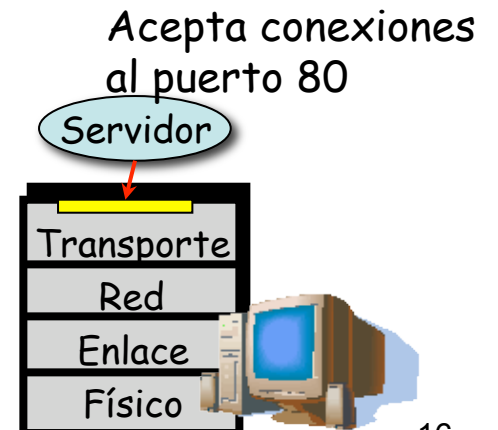 Acepta conexiones
al puerto 80
Servidor
Transporte
Red
Enlace
Físico